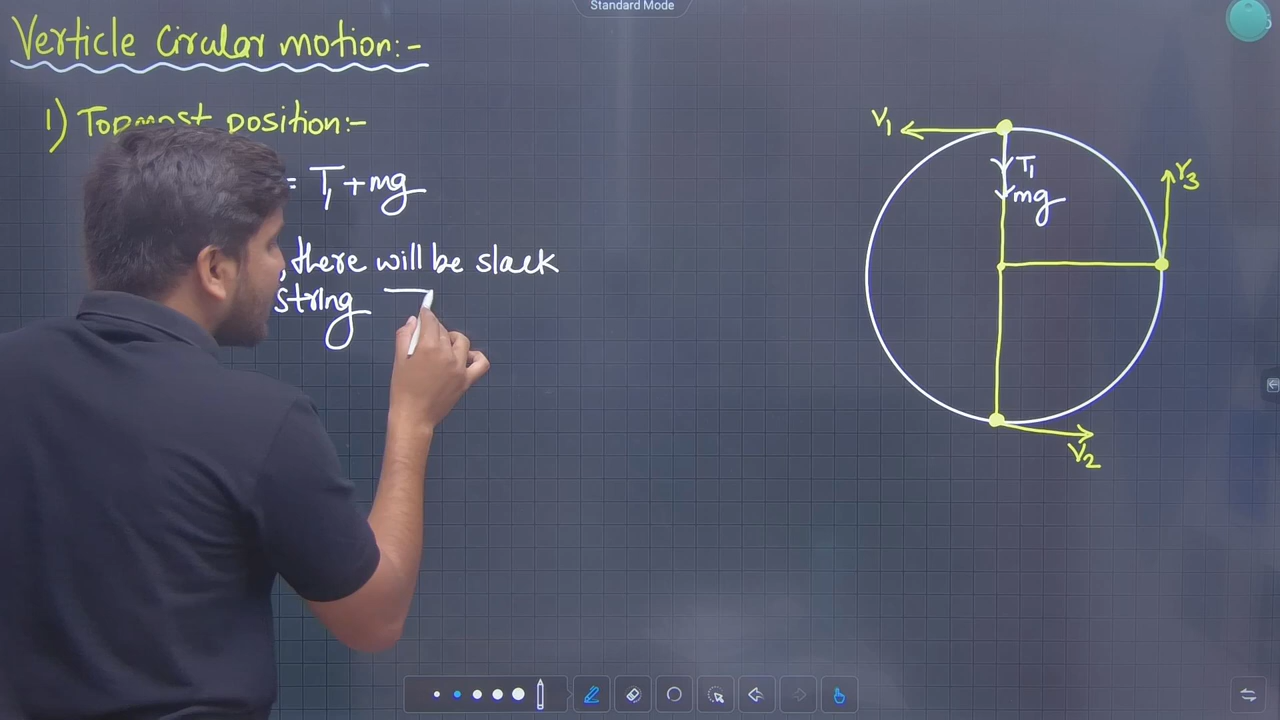 Standard Mode
Verticle Circular motion:-
1) Topmost position:-
= T1 + mg
, there will be slack
string
V1
T1
mg
V3
V2